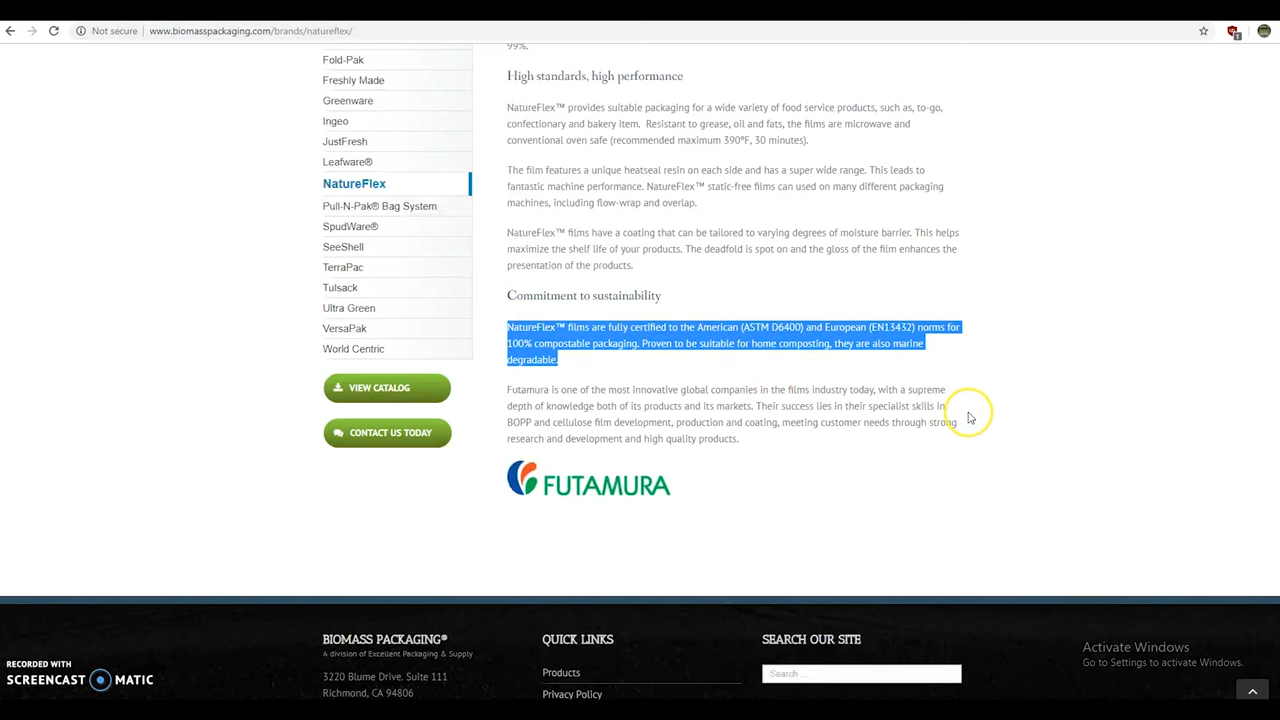 Not secure | www.biomasspackaging.com/brands/natureflex/
1
Fold-Pak
Freshly Made
Greenware
Ingeo
JustFresh
Leafware®
NatureFlex
Pull-N-Pak® Bag System
SpudWare®
SeeShell
TerraPac
Tulsack
Ultra Green
VersaPak
World Centric
VIEW CATALOG
CONTACT US TODAY
99%.
High standards, high performance
NatureFlex™ provides suitable packaging for a wide variety of food service products, such as, to-go,
confectionary and bakery item. Resistant to grease, oil and fats, the films are microwave and
conventional oven safe (recommended maximum 390ºF, 30 minutes).
The film features a unique heatseal resin on each side and has a super wide range. This leads to
fantastic machine performance. NatureFlex™ static-free films can used on many different packaging
machines, including flow-wrap and overlap.
NatureFlex™ films have a coating that can be tailored to varying degrees of moisture barrier. This helps
maximize the shelf life of your products. The deadfold is spot on and the gloss of the film enhances the
presentation of the products.
Commitment to sustainability
NatureFlex™ films are fully certified to the American (ASTM D6400) and European (EN13432) norms for
100% compostable packaging. Proven to be suitable for home composting, they are also marine
degradable.
Futamura is one of the most innovative global companies in the films industry today, with a supreme
depth of knowledge both of its products and its markets. Their success lies in their specialist skills in
BOPP and cellulose film development, production and coating, meeting customer needs through strong
research and development and high quality products.
FUTAMURA
BIOMASS PACKAGING®
A division of Excellent Packaging & Supply
3220 Blume Drive. Suite 111
Richmond, CA 94806
QUICK LINKS
Products
Privacy Policy
SEARCH OUR SITE
Search ...
Activate Windows
Go to Settings to activate Windows.
RECORDED WITH
SCREENCAST MATIC